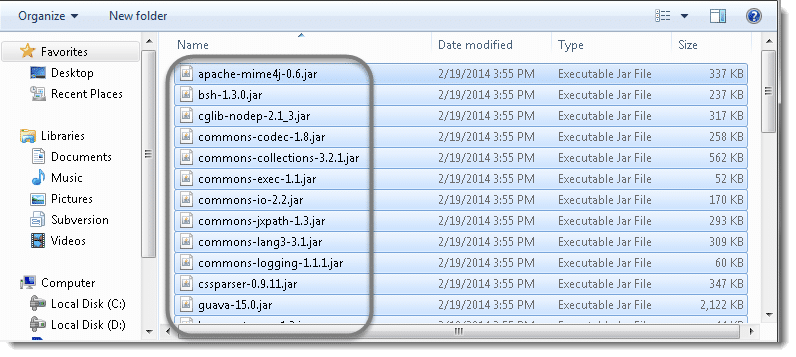 Organize New folder
Name Date modified Type Size
Favorites
Desktop
Recent Places
Libraries
Documents
Music
Pictures
Subversion
Videos
Computer
Local Disk (C:)
Local Disk (D:)
apache-mime4j-0.6.jar 2/19/2014 3:55 PM Executable Jar File 337 KB
bsh-1.3.0.jar 2/19/2014 3:55 PM Executable Jar File 237 KB
cglib-nodep-2.1_3.jar 2/19/2014 3:55 PM Executable Jar File 317 KB
commons-codec-1.8.jar 2/19/2014 3:55 PM Executable Jar File 258 KB
commons-collections-3.2.1.jar 2/19/2014 3:55 PM Executable Jar File 562 KB
commons-exec-1.1.jar 2/19/2014 3:55 PM Executable Jar File 52 KB
commons-io-2.2.jar 2/19/2014 3:55 PM Executable Jar File 170 KB
commons-jxpath-1.3.jar 2/19/2014 3:55 PM Executable Jar File 293 KB
commons-lang3-3.1.jar 2/19/2014 3:55 PM Executable Jar File 309 KB
commons-logging-1.1.1.jar 2/19/2014 3:55 PM Executable Jar File 60 KB
cssparser-0.9.11.jar 2/19/2014 3:55 PM Executable Jar File 347 KB
guava-15.0.jar 2/19/2014 3:55 PM Executable Jar File 2,122 KB